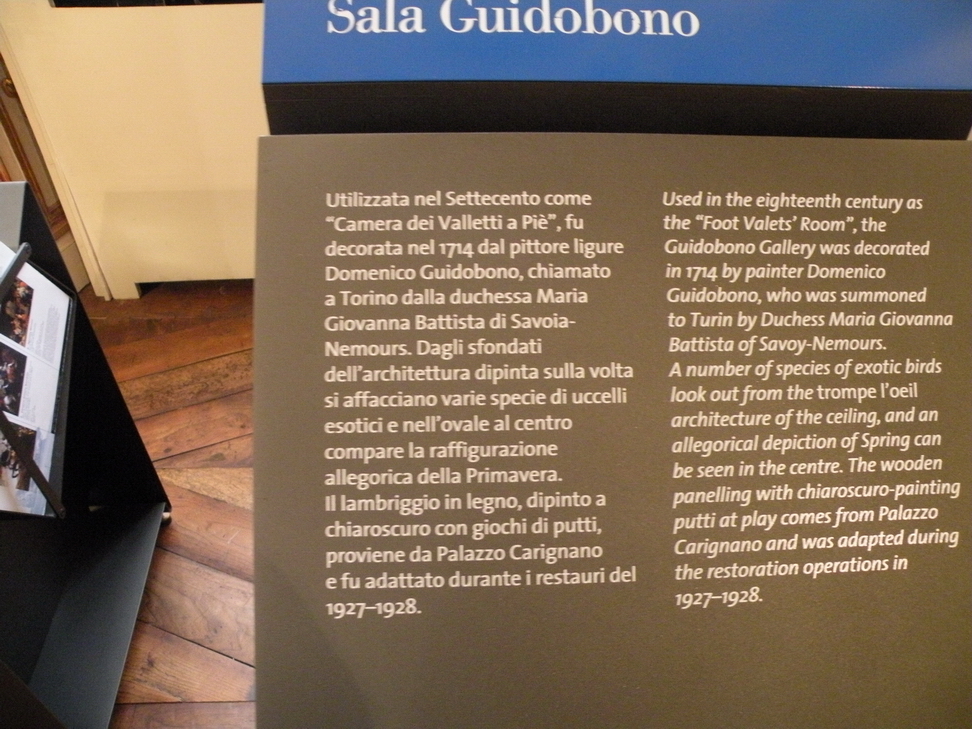 Sala Guidobono
Utilizzata nel Settecento come
“Camera dei Valletti a Piè”, fu
decorata nel 1714 dal pittore ligure
Domenico Guidobono, chiamato
a Torino dalla duchessa Maria
Giovanna Battista di Savoia-
Nemours. Dagli sfondati
dell’architettura dipinta sulla volta
si affacciano varie specie di uccelli
esotici e nell’ovale al centro
compare la raffigurazione
allegorica della Primavera.
Il lambriggio in legno, dipinto a
chiaroscuro con giochi di putti,
proviene da Palazzo Carignano
e fu adattato durante i restauri del
1927–1928.
Used in the eighteenth century as
the “Foot Valets’ Room”, the
Guidobono Gallery was decorated
in 1714 by painter Domenico
Guidobono, who was summoned
to Turin by Duchess Maria Giovanna
Battista of Savoy-Nemours.
A number of species of exotic birds
look out from the trompe l’oeil
architecture of the ceiling, and an
allegorical depiction of Spring can
be seen in the centre. The wooden
panelling with chiaroscuro-painting
putti at play comes from Palazzo
Carignano and was adapted during
the restoration operations in
1927–1928.